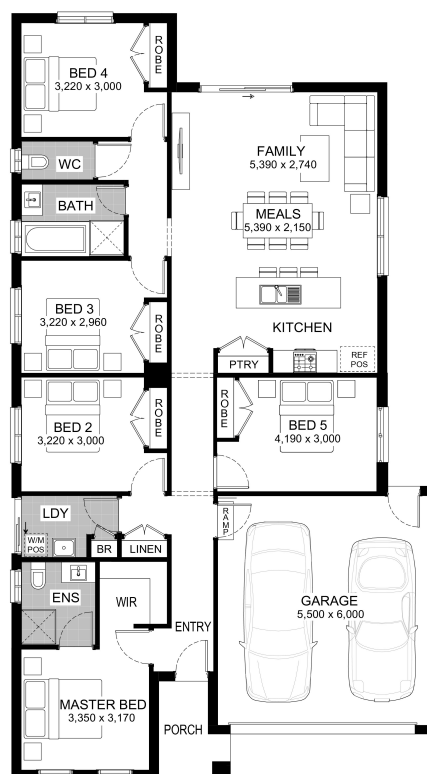 BED 4
3,220 x 3,000
ROBE
WC
BATH
FAMILY
5,390 x 2,740
MEALS
5,390 x 2,150
KITCHEN
PTRY
REF
POS
BED 3
3,220 x 2,960
ROBE
BED 2
3,220 x 3,000
ROBE
ROBE
BED 5
4,190 x 3,000
LDY
W/M
POS
BR
LINEN
RAMP
ENS
WIR
ENTRY
GARAGE
5,500 x 6,000
MASTER BED
3,350 x 3,170
PORCH